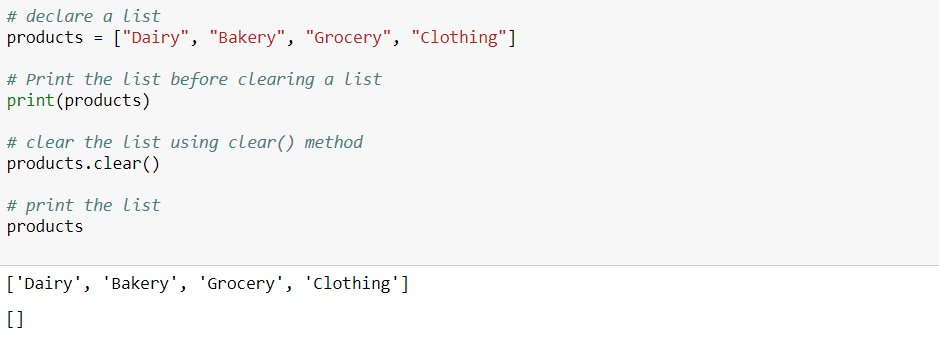 # declare a list
products = ["Dairy", "Bakery", "Grocery", "Clothing"]
# Print the list before clearing a list
print(products)
# clear the list using clear() method
products.clear()
# print the list
products
['Dairy', 'Bakery', 'Grocery', 'Clothing']
[]